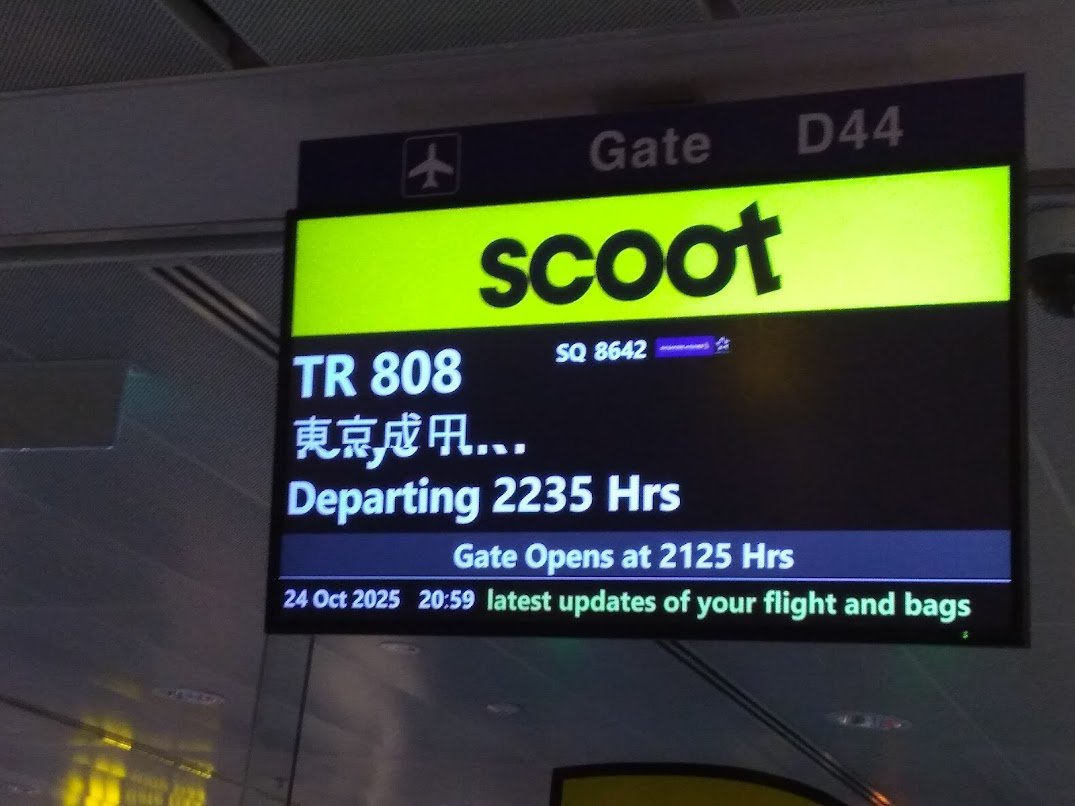 Gate D44
scoot
TR 808 SQ 8642
東京成
Departing 2235 Hrs
Gate Opens at 2125 Hrs
24 Oct 2025 20:59 latest updates of your flight and bags